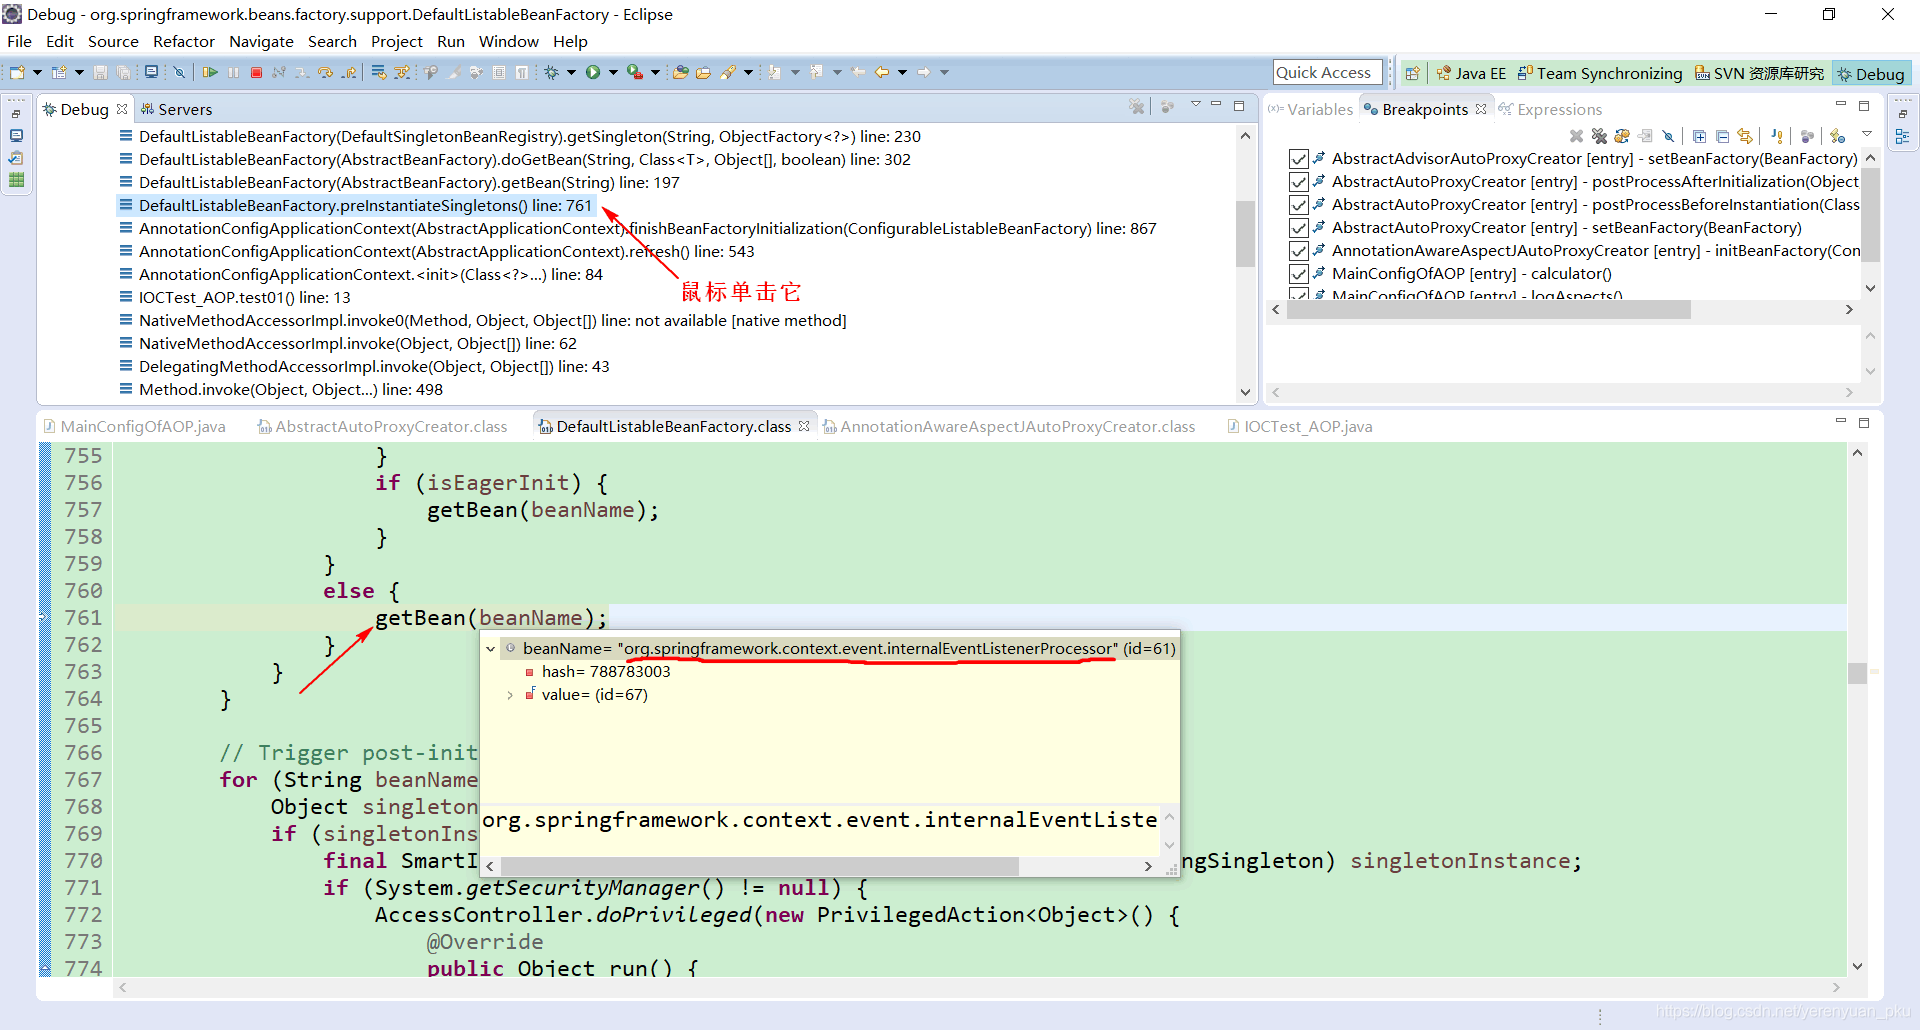 Debug - org.springframework.beans.factory.support.DefaultListableBeanFactory - Eclipse
File Edit Source Refactor Navigate Search Project Run Window Help
Quick Access
Java EE
Team Synchronizing
SVN 资源库研究
Debug
Debug
Servers
DefaultListableBeanFactory(DefaultSingletonBeanRegistry).getSingleton(String, ObjectFactory<?>) line: 230
DefaultListableBeanFactory(AbstractBeanFactory).doGetBean(String, Class<T>, Object[], boolean) line: 302
DefaultListableBeanFactory(AbstractBeanFactory).getBean(String) line: 197
DefaultListableBeanFactory.preInstantiateSingletons() line: 761
AnnotationConfigApplicationContext(AbstractApplicationContext).finishBeanFactoryInitialization(ConfigurableListableBeanFactory) line: 867
AnnotationConfigApplicationContext(AbstractApplicationContext).refresh() line: 543
AnnotationConfigApplicationContext.<init>(Class<?>...) line: 84
鼠标单击它
IOCTest_AOP.test01() line: 13
NativeMethodAccessorImpl.invoke0(Method, Object, Object[]) line: not available [native method]
NativeMethodAccessorImpl.invoke(Object, Object[]) line: 62
DelegatingMethodAccessorImpl.invoke(Object, Object[]) line: 43
Method.invoke(Object, Object...) line: 498
(x)= Variables
Breakpoints
Expressions
AbstractAdvisorAutoProxyCreator [entry] - setBeanFactory(BeanFactory)
AbstractAutoProxyCreator [entry] - postProcessAfterInitialization(Object
AbstractAutoProxyCreator [entry] - postProcessBeforeInstantiation(Class
AbstractAutoProxyCreator [entry] - setBeanFactory(BeanFactory)
AnnotationAwareAspectJAutoProxyCreator [entry] - initBeanFactory(Con
MainConfigOfAOP [entry] - calculator()
MainConfigOfAOP [entry] - logAspects()
MainConfigOfAOP.java
AbstractAutoProxyCreator.class
DefaultListableBeanFactory.class
AnnotationAwareAspectJAutoProxyCreator.class
IOCTest_AOP.java
755 }
756 if (isEagerInit) {
757 getBean(beanName);
758 }
759 }
760 else {
761 getBean(beanName);
762 }
763 }
764 }
765
766 // Trigger post-init
767 for (String beanName
768 Object singleton
769 if (singletonIns
770 final SmartI ngSingleton) singletonInstance;
771 if (System.getSecurityManager() != null) {
772 AccessController.doPrivileged(new PrivilegedAction<Object>() {
773 @Override
774 public Object run() {
beanName= "org.springframework.context.event.internalEventListenerProcessor" (id=61)
hash= 788783003
value= (id=67)
org.springframework.context.event.internalEventListe
https://blog.csdn.net/yerenyuan_pku